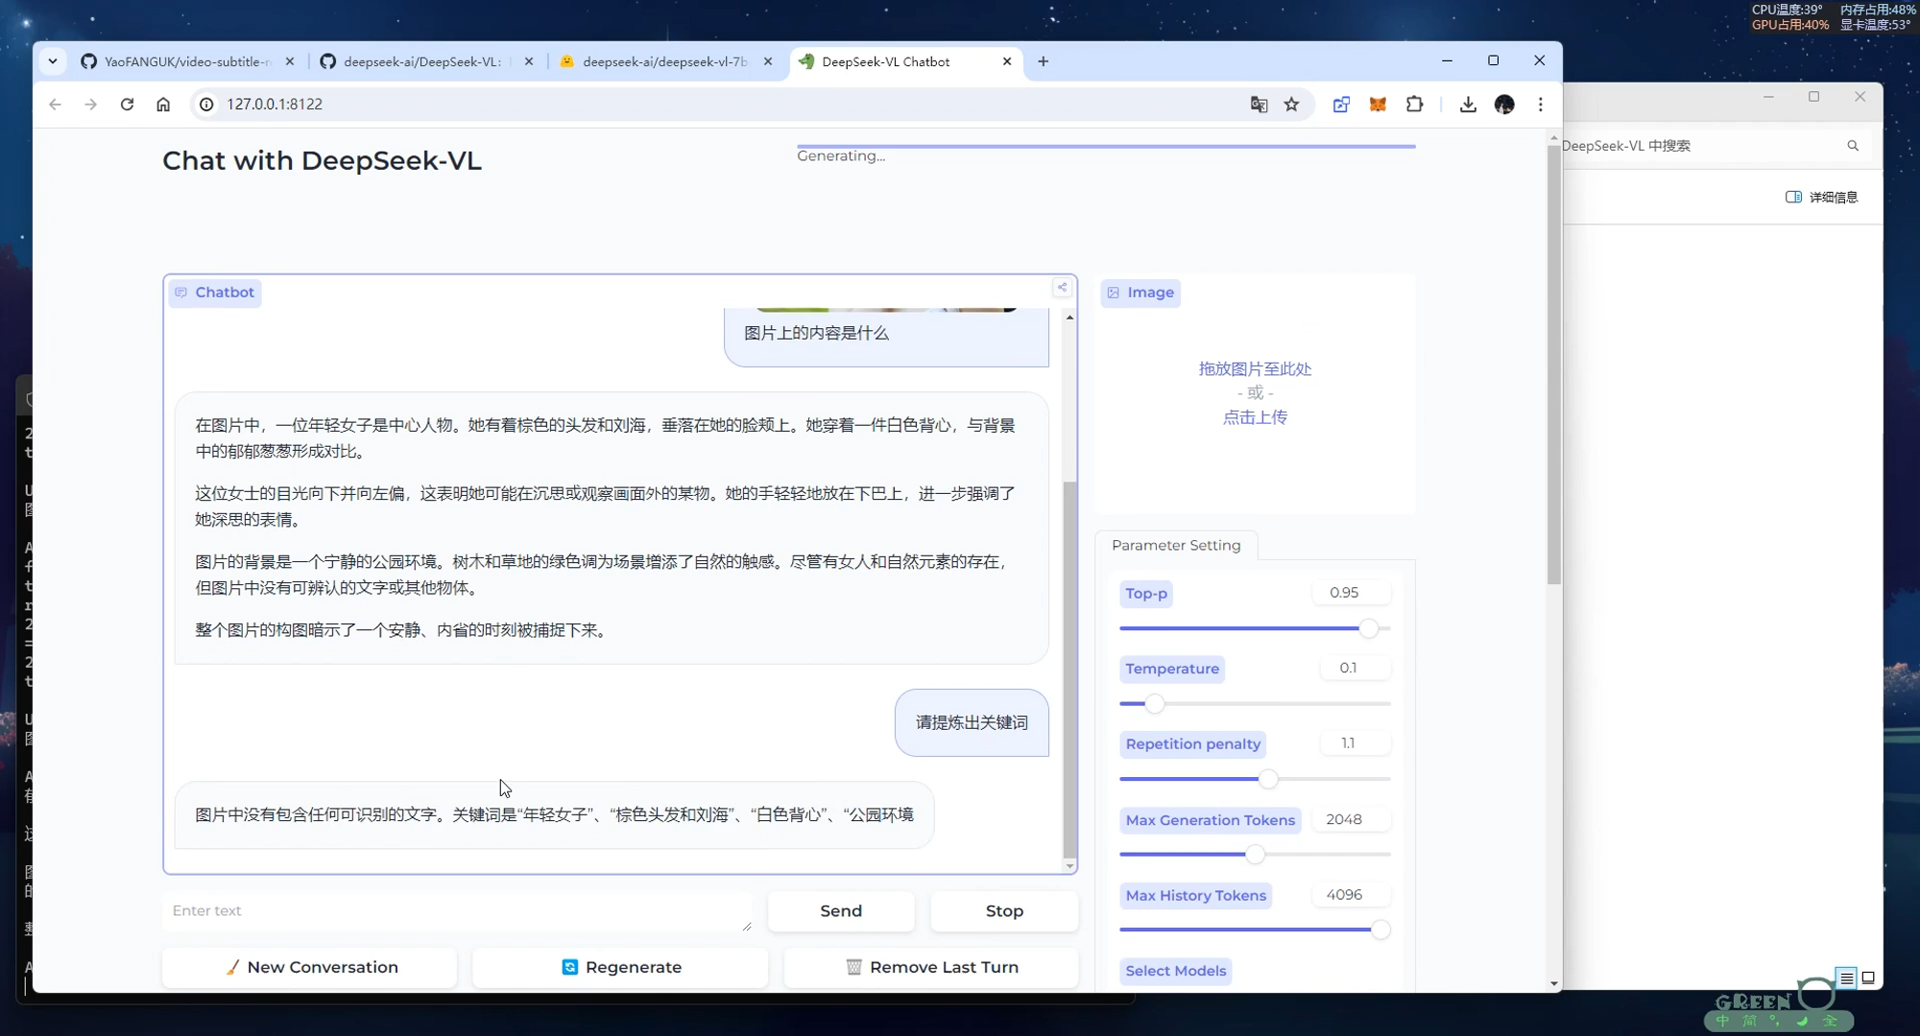 CPU温度:39° 内存占用:48%
GPU占用:40% 显卡温度:53°
YaoFANGUK/video-subtitle-r
deepseek-ai/DeepSeek-VL:
deepseek-ai/deepseek-vl-7b
DeepSeek-VL Chatbot
127.0.0.1:8122
DeepSeek-VL 中搜索
详细信息
Chat with DeepSeek-VL
Generating...
Chatbot
图片上的内容是什么
在图片中，一位年轻女子是中心人物。她有着棕色的头发和刘海，垂落在她的脸颊上。她穿着一件白色背心，与背景
中的郁郁葱葱形成对比。
这位女士的目光向下并向左偏，这表明她可能在沉思或观察画面外的某物。她的手轻轻地放在下巴上，进一步强调了
她深思的表情。
图片的背景是一个宁静的公园环境。树木和草地的绿色调为场景增添了自然的触感。尽管有女人和自然元素的存在，
但图片中没有可辨认的文字或其他物体。
整个图片的构图暗示了一个安静、内省的时刻被捕捉下来。
请提炼出关键词
图片中没有包含任何可识别的文字。关键词是“年轻女子”、“棕色头发和刘海”、“白色背心”、“公园环境
Enter text
Send
Stop
New Conversation
Regenerate
Remove Last Turn
Image
拖放图片至此处
- 或 -
点击上传
Parameter Setting
Top-p 0.95
Temperature 0.1
Repetition penalty 1.1
Max Generation Tokens 2048
Max History Tokens 4096
Select Models
GREEN
中 简 °, 全